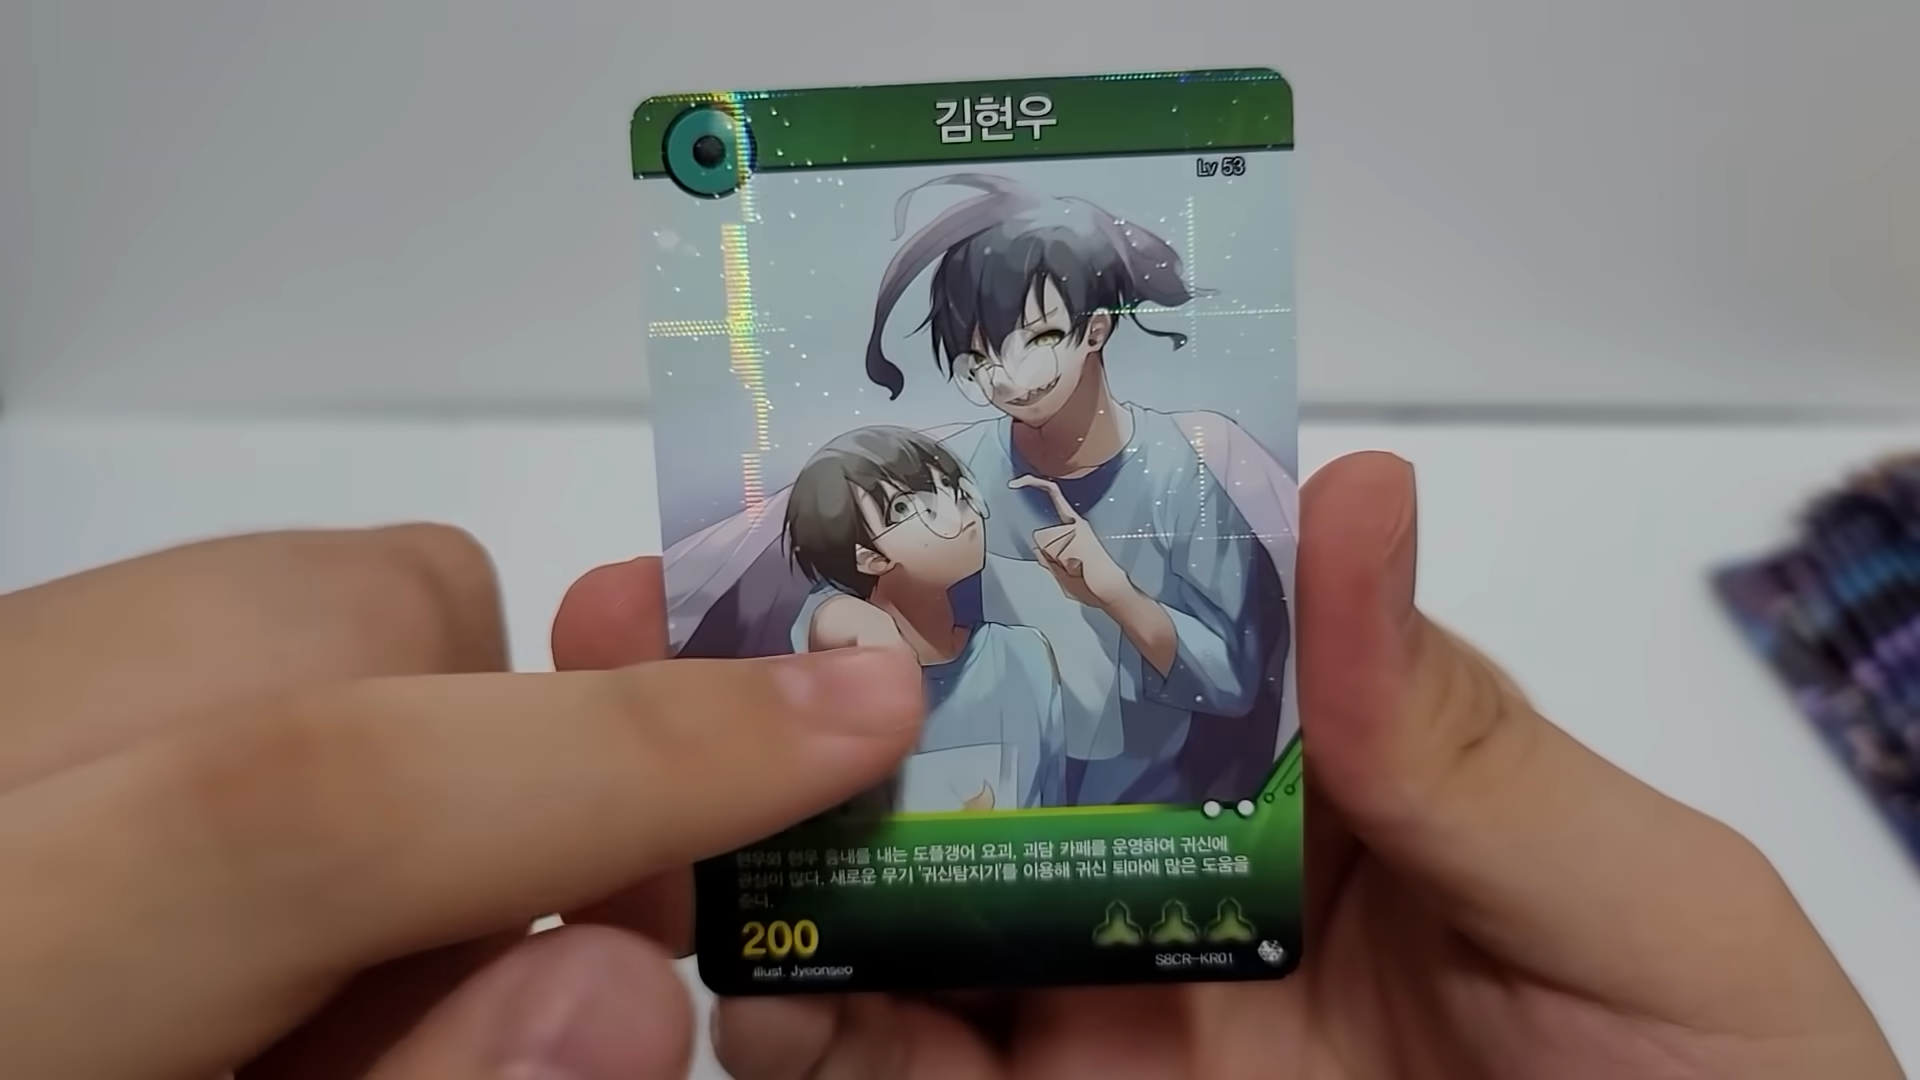 김현우
Lv 53
현우와 현우 흉내를 내는 도플갱어 요괴, 괴담 카페를 운영하여 귀신에
관심이 많다. 새로운 무기 '귀신탐지기'를 이용해 귀신 퇴마에 많은 도움을
준다.
200
illust. Jyeonseo
S8CR-KR01